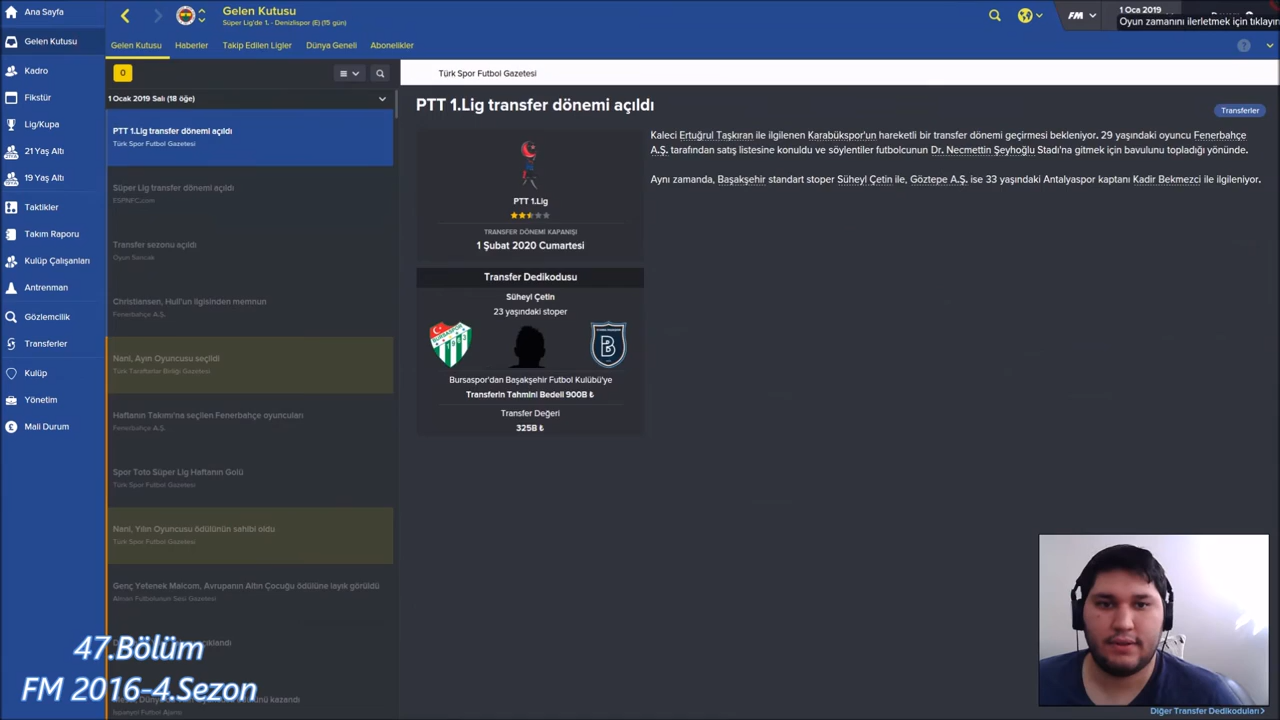 Ana Sayfa
Gelen Kutusu
Kadro
Fikstür
Lig/Kupa
21 Yaş Altı
19 Yaş Altı
Taktikler
Takım Raporu
Kulüp Çalışanları
Antrenman
Gözlemcilik
Transferler
Kulüp
Yönetim
Mali Durum
Gelen Kutusu
Süper Lig'de 1. - Denizlispor (E) (15 gün)
FM
1 Oca 2019
Oyun zamanını ilerletmek için tıklayın
Gelen Kutusu Haberler Takip Edilen Ligler Dünya Geneli Abonelikler
?
0
1 Ocak 2019 Salı (18 öğe)
PTT 1.Lig transfer dönemi açıldı
Türk Spor Futbol Gazetesi
Süper Lig transfer dönemi açıldı
ESPNFC.com
Transfer sezonu açıldı
Oyun Sancıla
Christiansen, Hull'un ilgisinden memnun
Fenerbahçe A.Ş.
Nani, Ayın Oyuncusu seçildi
Türk Taraftarlar Birliği Gazetesi
Haftanın Takımı'na seçilen Fenerbahçe oyuncuları
Fenerbahçe A.Ş.
Spor Toto Süper Lig Haftanın Golü
Türk Spor Futbol Gazetesi
Nani, Yılın Oyuncusu ödülünün sahibi oldu
Türk Spor Futbol Gazetesi
Genç Yetenek Malcom, Avrupanın Altın Çocuğu ödülüne layık görüldü
Alman Futbolunun Sesi Gazetesi
Türk Spor Futbol Gazetesi
PTT 1.Lig transfer dönemi açıldı
Transferler
PTT 1.Lig
TRANSFER DÖNEMİ KAPANIŞI
1 Şubat 2020 Cumartesi
Transfer Dedikodusu
Süheyl Çetin
23 yaşındaki stoper
Bursaspor'dan Başakşehir Futbol Kulübü'ye
Transferin Tahmini Bedeli 900B ₺
Transfer Değeri
325B ₺
Kaleci Ertuğrul Taşkıran ile ilgilenen Karabükspor'un hareketli bir transfer dönemi geçirmesi bekleniyor. 29 yaşındaki oyuncu Fenerbahçe
A.Ş. tarafından satış listesine konuldu ve söylentiler futbolcunun Dr. Necmettin Şeyhoğlu Stadı'na gitmek için bavulunu topladığı yönünde.
Aynı zamanda, Başakşehir standart stoper Süheyl Çetin ile, Göztepe A.Ş. ise 33 yaşındaki Antalyaspor kaptanı Kadir Bekmezci ile ilgileniyor.
47.Bölüm
FM 2016-4.Sezon
Diğer Transfer Dedikoduları>